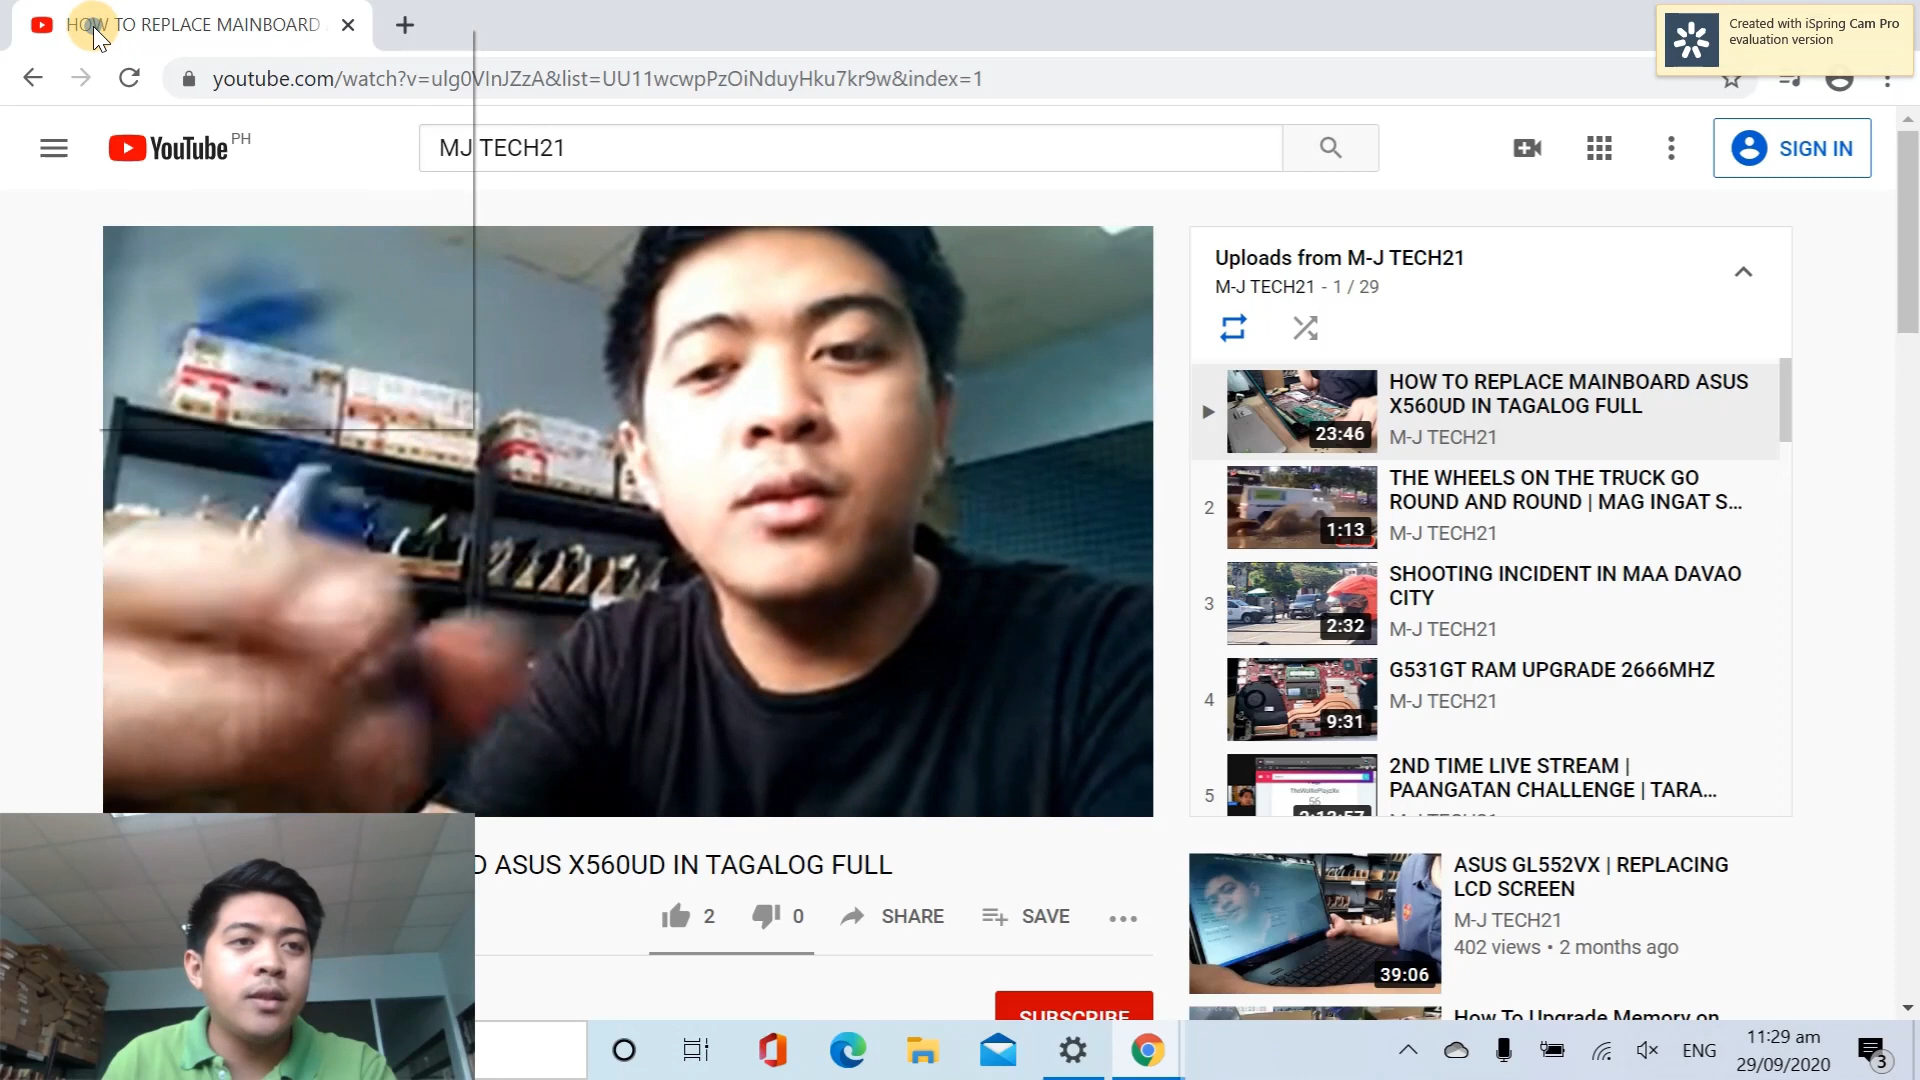 HOW TO REPLACE MAINBOARD
Created with iSpring Cam Pro
evaluation version
youtube.com/watch?v=ulg0VInJZzA&list=UU11wcwpPzOiNduyHku7kr9w&index=1
YouTube PH
MJ TECH21
SIGN IN
Uploads from M-J TECH21
M-J TECH21 - 1 / 29
HOW TO REPLACE MAINBOARD ASUS
X560UD IN TAGALOG FULL
23:46
M-J TECH21
2
THE WHEELS ON THE TRUCK GO
ROUND AND ROUND | MAG INGAT S...
1:13
M-J TECH21
3
SHOOTING INCIDENT IN MAA DAVAO
CITY
2:32
M-J TECH21
4
G531GT RAM UPGRADE 2666MHZ
9:31
M-J TECH21
5
2ND TIME LIVE STREAM |
PAANGATAN CHALLENGE | TARA...
D ASUS X560UD IN TAGALOG FULL
2
0
SHARE
SAVE
SUBSCRIBE
ASUS GL552VX | REPLACING
LCD SCREEN
M-J TECH21
402 views • 2 months ago
39:06
How To Upgrade Memory on
ENG
11:29 am
29/09/2020
3